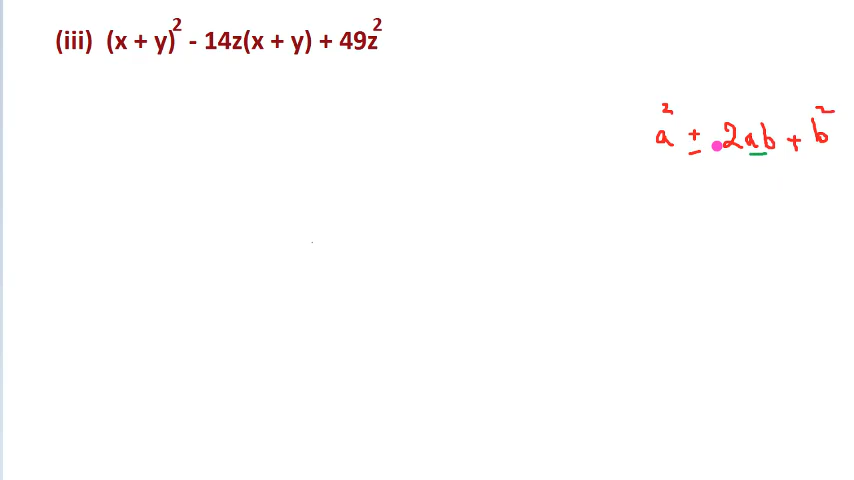 (iii) (x + y)² - 14z(x + y) + 49z²
a² ± 2ab + b²